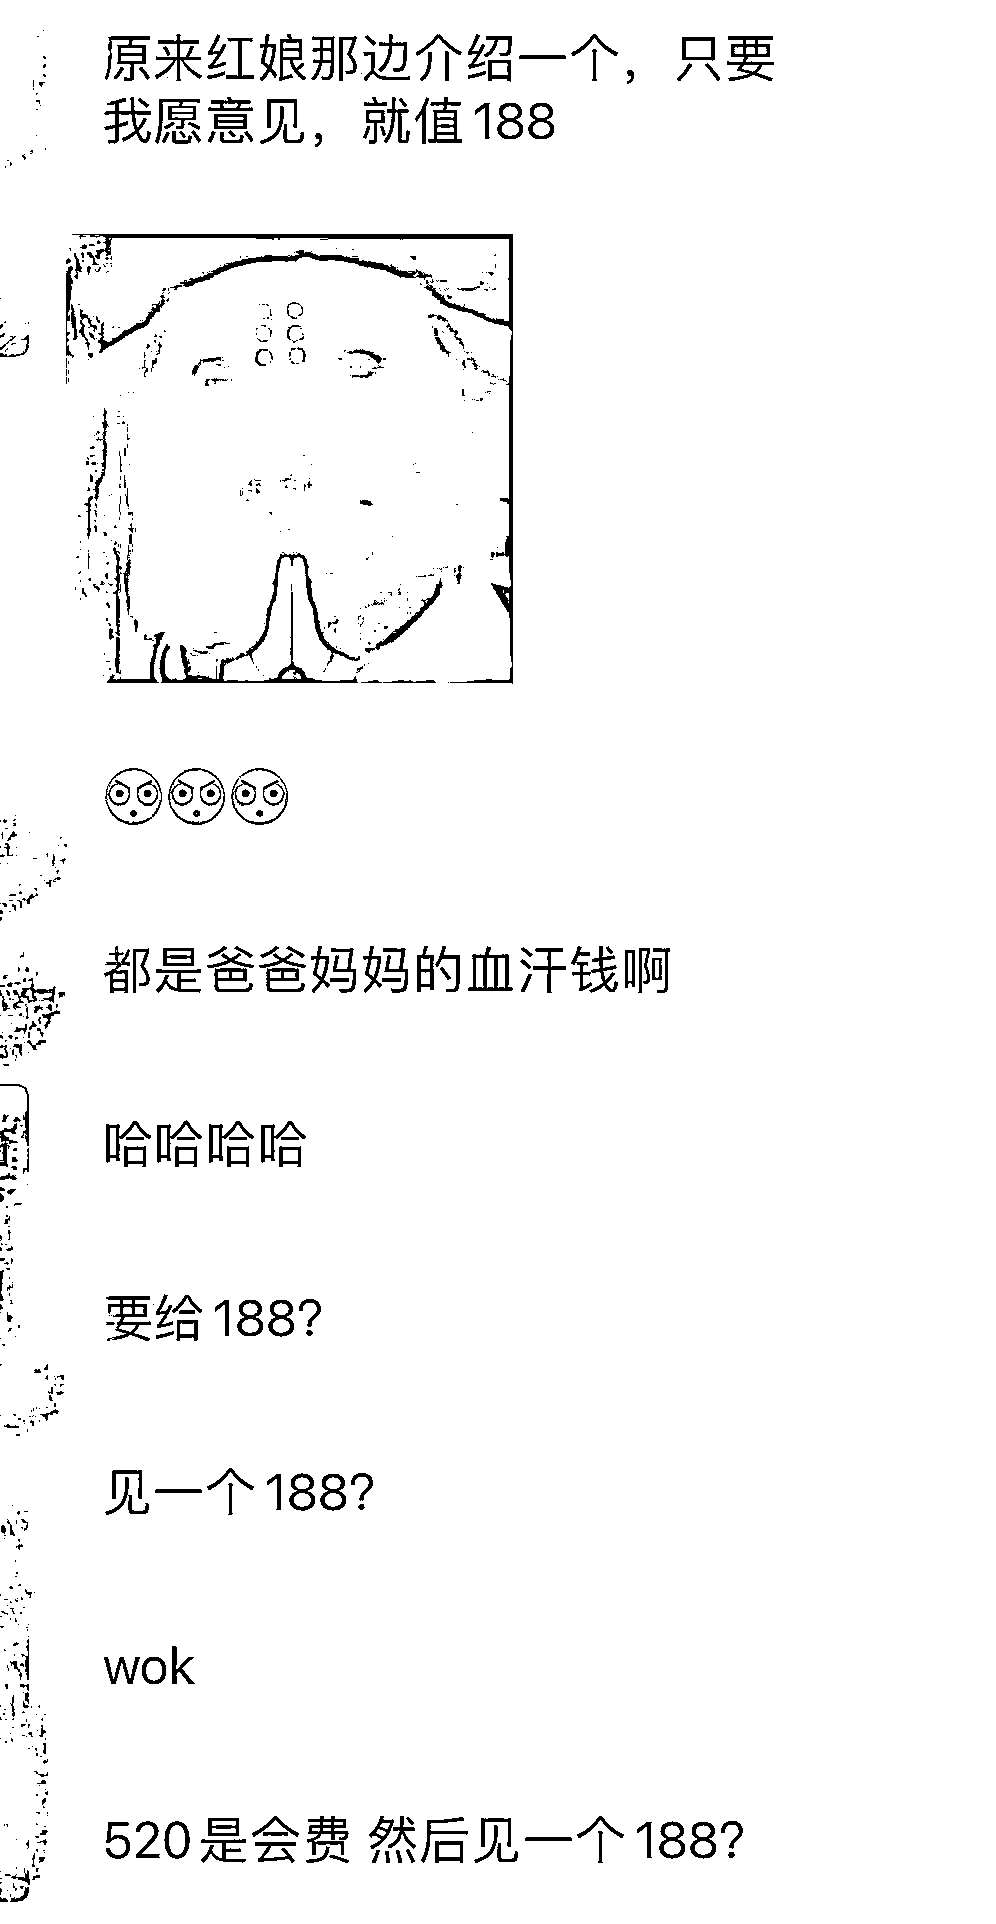 原来红娘那边介绍一个，只要
我愿意见，就值188
都是爸爸妈妈的血汗钱啊
哈哈哈哈
要给188?
见一个188?
wok
520是会费 然后见一个188?